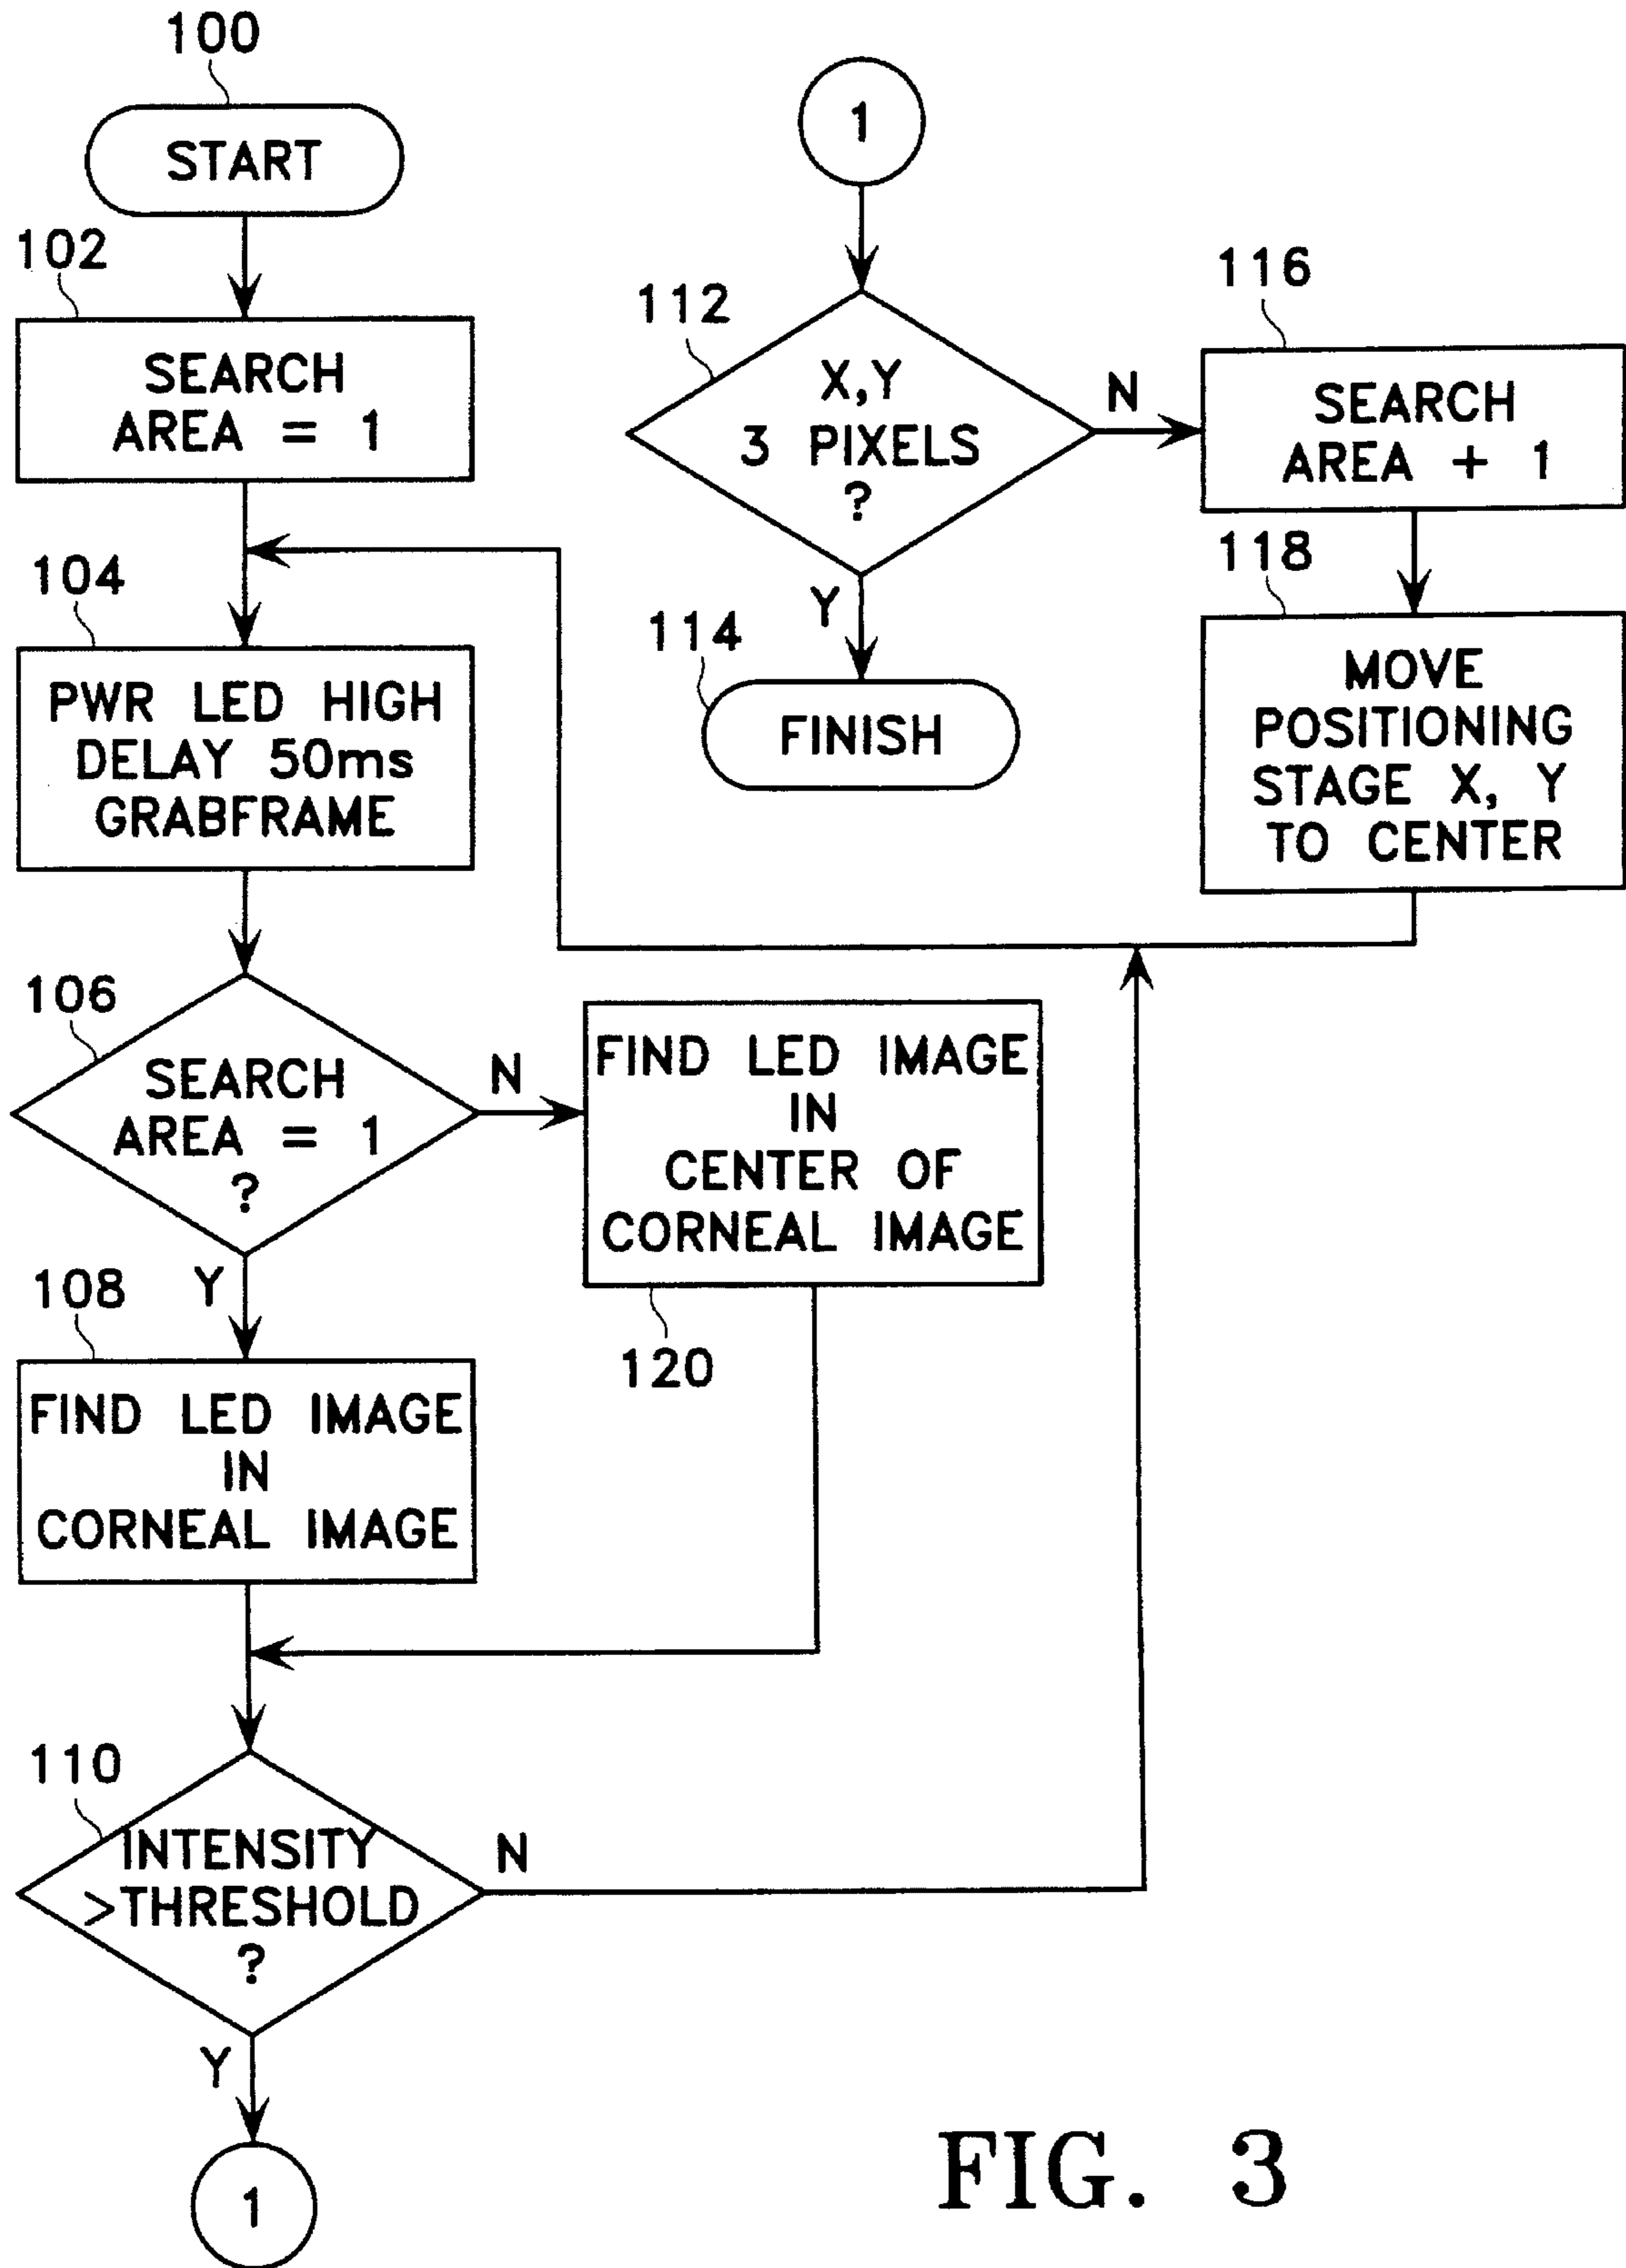 100
START
102
SEARCH
AREA = 1
104
PWR LED HIGH
DELAY 50ms
GRABFRAME
106
SEARCH
AREA = 1
?
N
Y
FIND LED IMAGE
IN
CENTER OF
CORNEAL IMAGE
120
108
FIND LED IMAGE
IN
CORNEAL IMAGE
110
INTENSITY
>THRESHOLD
?
N
Y
1
1
112
X,Y
3 PIXELS
?
N
Y
114
FINISH
116
SEARCH
AREA + 1
118
MOVE
POSITIONING
STAGE X, Y
TO CENTER
FIG. 3